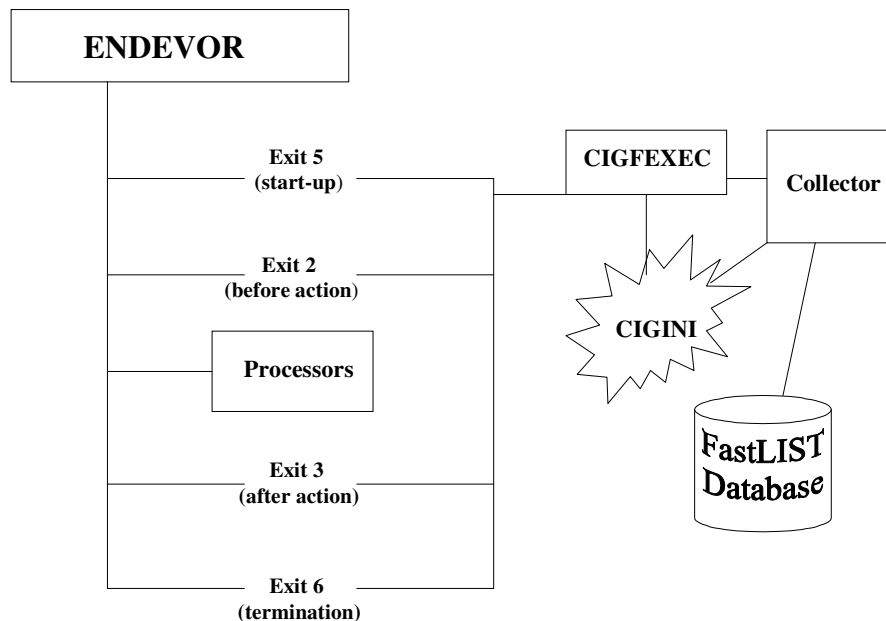 ENDEVOR
Exit 5
(start-up)
CIGFEXEC
Collector
Exit 2
(before action)
CIGINI
Processors
FastLIST
Database
Exit 3
(after action)
Exit 6
(termination)